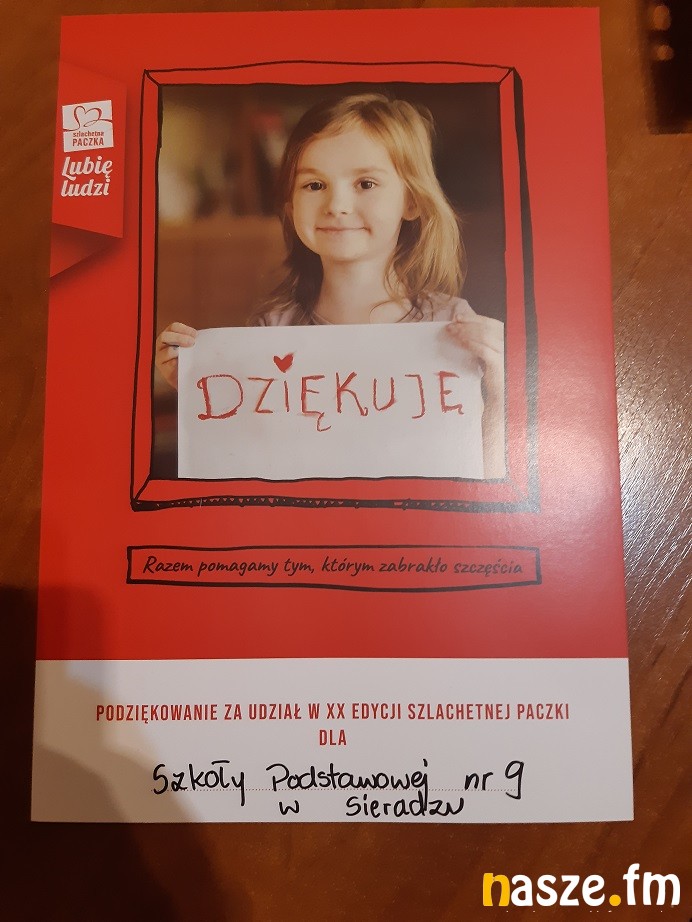 szlachetna
PACZKA
Lubię
ludzi
DZIĘKUJĘ
Razem pomagamy tym, którym zabrakło szczęścia
PODZIĘKOWANIE ZA UDZIAŁ W XX EDYCJI SZLACHETNEJ PACZKI
DLA
Szkoły Podstawowej nr 9
w Sieradzu
nasze.fm